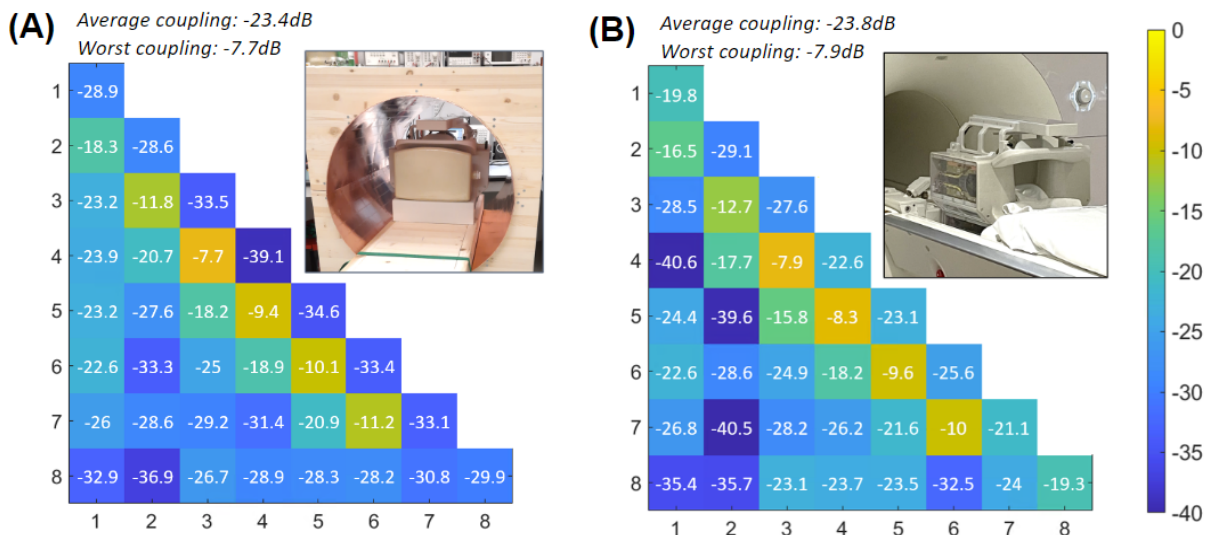 (A)
Average coupling: -23.4dB
Worst coupling: -7.7dB
1 -28.9
2 -18.3 -28.6
3 -23.2 -11.8 -33.5
4 -23.9 -20.7 -7.7 -39.1
5 -23.2 -27.6 -18.2 -9.4 -34.6
6 -22.6 -33.3 -25 -18.9 -10.1 -33.4
7 -26 -28.6 -29.2 -31.4 -20.9 -11.2 -33.1
8 -32.9 -36.9 -26.7 -28.9 -28.3 -28.2 -30.8 -29.9
1 2 3 4 5 6 7 8
(B)
Average coupling: -23.8dB
Worst coupling: -7.9dB
1 -19.8
2 -16.5 -29.1
3 -28.5 -12.7 -27.6
4 -40.6 -17.7 -7.9 -22.6
5 -24.4 -39.6 -15.8 -8.3 -23.1
6 -22.6 -28.6 -24.9 -18.2 -9.6 -25.6
7 -26.8 -40.5 -28.2 -26.2 -21.6 -10 -21.1
8 -35.4 -35.7 -23.1 -23.7 -23.5 -32.5 -24 -19.3
1 2 3 4 5 6 7 8
0
-5
-10
-15
-20
-25
-30
-35
-40